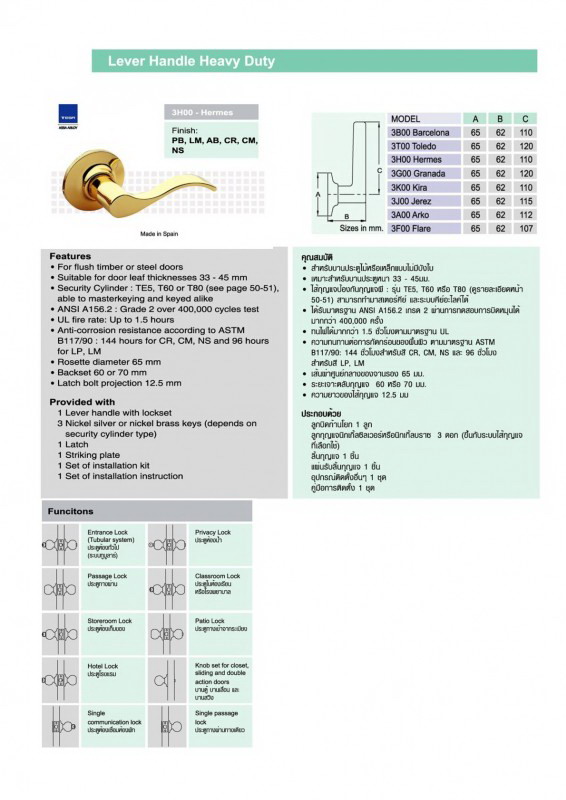 Lever Handle Heavy Duty
3H00 - Hermes
ASSA ABLOY
Finish:
PB, LM, AB, CR, CM,
NS
Made in Spain
A
B
C
Sizes in mm.
MODEL A B C
3B00 Barcelona 65 62 110
3T00 Toledo 65 62 120
3H00 Hermes 65 62 110
3G00 Granada 65 62 120
3K00 Kira 65 62 110
3J00 Jerez 65 62 115
3A00 Arko 65 62 112
3F00 Flare 65 62 107
Features
• For flush timber or steel doors
• Suitable for door leaf thicknesses 33 - 45 mm
• Security Cylinder : TE5, T60 or T80 (see page 50-51),
able to masterkeying and keyed alike
• ANSI A156.2 : Grade 2 over 400,000 cycles test
• UL fire rate: Up to 1.5 hours
• Anti-corrosion resistance according to ASTM
B117/90 : 144 hours for CR, CM, NS and 96 hours
for LP, LM
• Rosette diameter 65 mm
• Backset 60 or 70 mm
• Latch bolt projection 12.5 mm
Provided with
1 Lever handle with lockset
3 Nickel silver or nickel brass keys (depends on
security cylinder type)
1 Latch
1 Striking plate
1 Set of installation kit
1 Set of installation instruction
คุณสมบัติ
• สำหรับบานประตูไม้หรือเหล็กแบบไม่มีบังใบ
• เหมาะสำหรับบานประตูหนา 33 - 45มม.
• ไส้กุญแจป้องกันกุญแจผี : รุ่น TE5, T60 หรือ T80 (ดูรายละเอียดหน้า
50-51) สามารถทำมาสเตอร์คีย์ และระบบคีย์อะไลค์ได้
• ได้รับมาตรฐาน ANSI A156.2 เกรด 2 ผ่านการทดสอบการปิดหมุนได้
มากกว่า 400,000 ครั้ง
• ทนไฟได้มากกว่า 1.5 ชั่วโมงตามมาตรฐาน UL
• ความทนทานต่อการกัดกร่อนของพื้นผิว ตามมาตรฐาน ASTM
B117/90: 144 ชั่วโมงสำหรับสี CR, CM, NS และ 96 ชั่วโมง
สำหรับสี LP, LM
• เส้นผ่าศูนย์กลางของจานรอง 65 มม.
• ระยะเจาะตลับกุญแจ 60 หรือ 70 มม.
• ความยาวของไส้กุญแจ 12.5 มม
ประกอบด้วย
ลูกบิดก้านโยก 1 ลูก
ลูกกุญแจนิกเกิ้ลซิลเวอร์หรือนิกเกิ้ลบราซ 3 ดอก (ขึ้นกับระบบไส้กุญแจ
ที่เลือกใช้)
ลิ้นกุญแจ 1 ชิ้น
แผ่นรับลิ้นกุญแจ 1 ชิ้น
อุปกรณ์ติดตั้งอื่นๆ 1 ชุด
คู่มือการติดตั้ง 1 ชุด
Funcitons
Entrance Lock
(Tubular system)
ประตูห้องทั่วไป
(ระบบทูบูลาร์)
Privacy Lock
ประตูห้องน้ำ
Passage Lock
ประตูทางผ่าน
Classroom Lock
ประตูในห้องเรียน
หรือโรงพยาบาล
Storeroom Lock
ประตูห้องเก็บของ
Patio Lock
ประตูทางเข้าจากระเบียง
Hotel Lock
ประตูโรงแรม
Knob set for closet,
sliding and double
action doors
บานตู้ บานเลื่อน และ
บานสวิง
Single
communication lock
ประตูห้องเชื่อมห้องพัก
Single passage
lock
ประตูทางผ่านทางเดียว